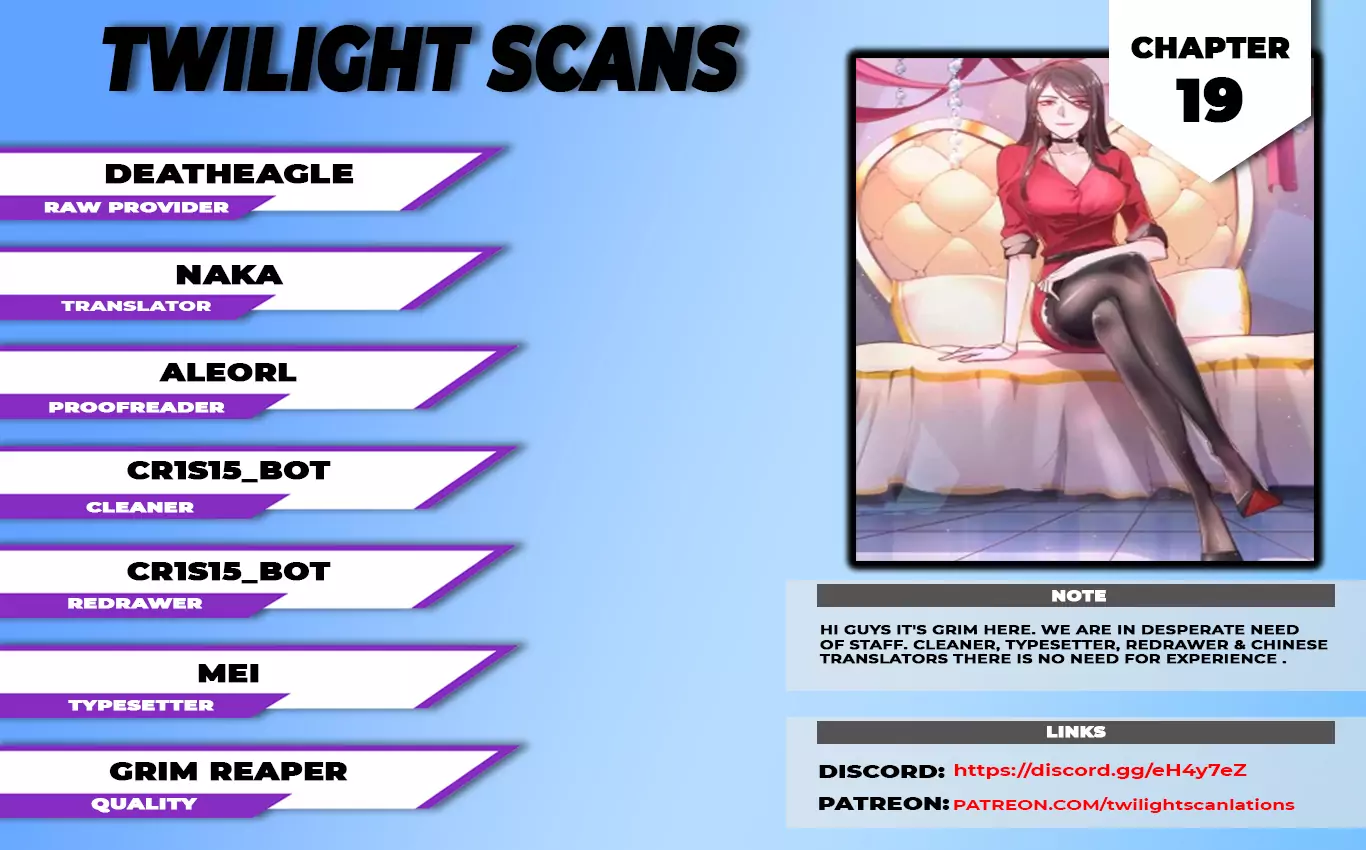 TWILIGHT SCANS
CHAPTER
19
DEATHEAGLE
RAW PROVIDER
NAKA
TRANSLATOR
ALEORL
PROOFREADER
CR1S15_BOT
CLEANER
CR1S15_BOT
REDRAWER
MEI
TYPESETTER
GRIM REAPER
QUALITY
NOTE
HI GUYS IT'S GRIM HERE. WE ARE IN DESPERATE NEED
OF STAFF. CLEANER, TYPESETTER, REDRAWER & CHINESE
TRANSLATORS THERE IS NO NEED FOR EXPERIENCE .
LINKS
DISCORD: https://discord.gg/eH4y7eZ
PATREON: PATREON.COM/twilightscanlations